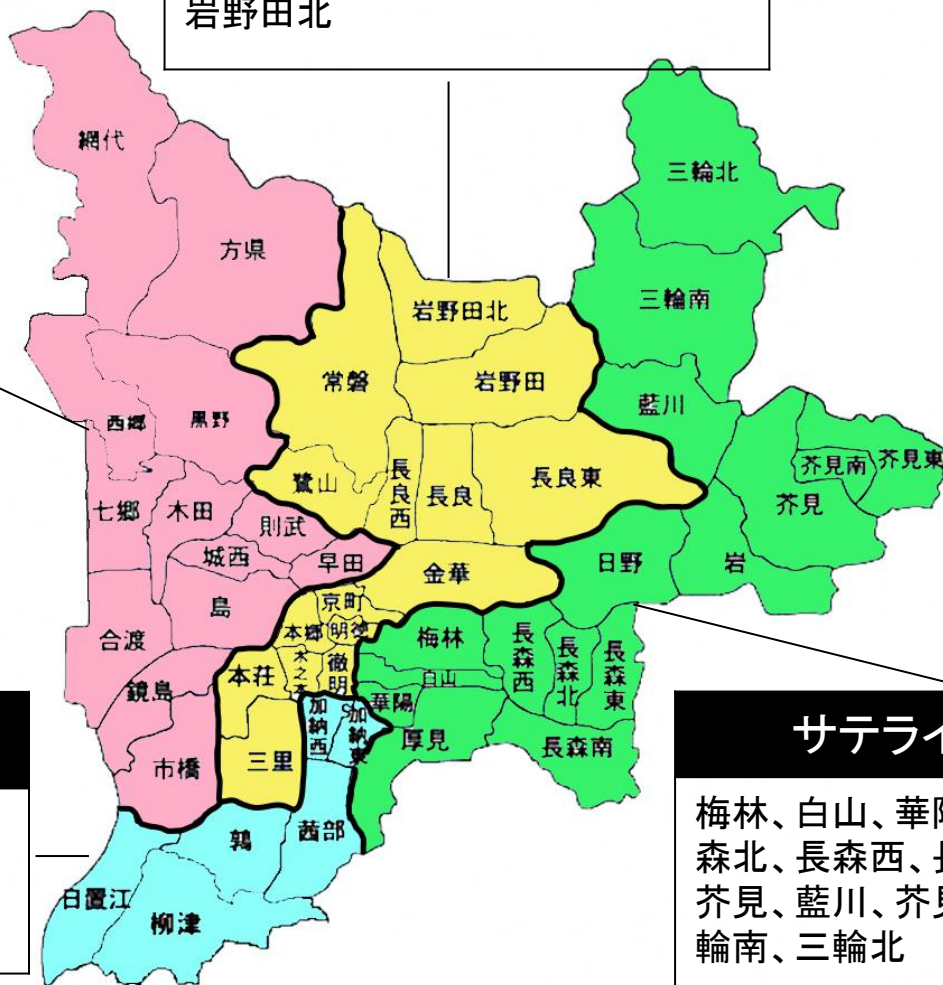 岩野田北
網代
三輪北
方県
三輪南
岩野田北
常磐
岩野田
藍川
西郷
黒野
芥見東
芥見南
長良西
長良
長良東
鷺山
芥見
七郷
木田
則武
城西
早田
金華
日野
岩
島
京町
合渡
本郷
明徳
梅林
長森西
長森北
長森東
木之本
徹明
本荘
白山
鏡島
華陽
加納西
加納東
厚見
長森南
三里
市橋
サテライ
梅林、白山、華陽
森北、長森西、長
芥見、藍川、芥見
輪南、三輪北
鶉
茜部
日置江
柳津